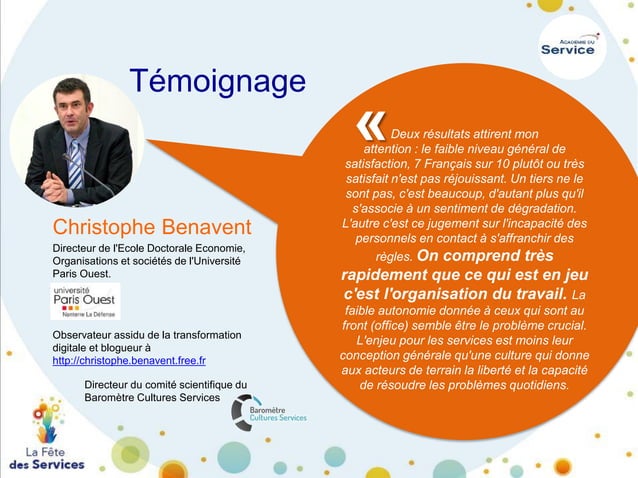 ACADEMIE DU
Service
Témoignage
« Deux résultats attirent mon
attention : le faible niveau général de
satisfaction, 7 Français sur 10 plutôt ou très
satisfait n'est pas réjouissant. Un tiers ne le
sont pas, c'est beaucoup, d'autant plus qu'il
s'associe à un sentiment de dégradation.
L'autre c'est ce jugement sur l'incapacité des
personnels en contact à s'affranchir des
règles. On comprend très
rapidement que ce qui est en jeu
c'est l'organisation du travail. La
faible autonomie donnée à ceux qui sont au
front (office) semble être le problème crucial.
L'enjeu pour les services est moins leur
conception générale qu'une culture qui donne
aux acteurs de terrain la liberté et la capacité
de résoudre les problèmes quotidiens.
Christophe Benavent
Directeur de l'Ecole Doctorale Economie,
Organisations et sociétés de l'Université
Paris Ouest.
université
Paris Ouest
Nanterre La Défense
Observateur assidu de la transformation
digitale et blogueur à
http://christophe.benavent.free.fr
Directeur du comité scientifique du
Baromètre Cultures Services
Baromètre
Cultures Services
La Fête
des Services